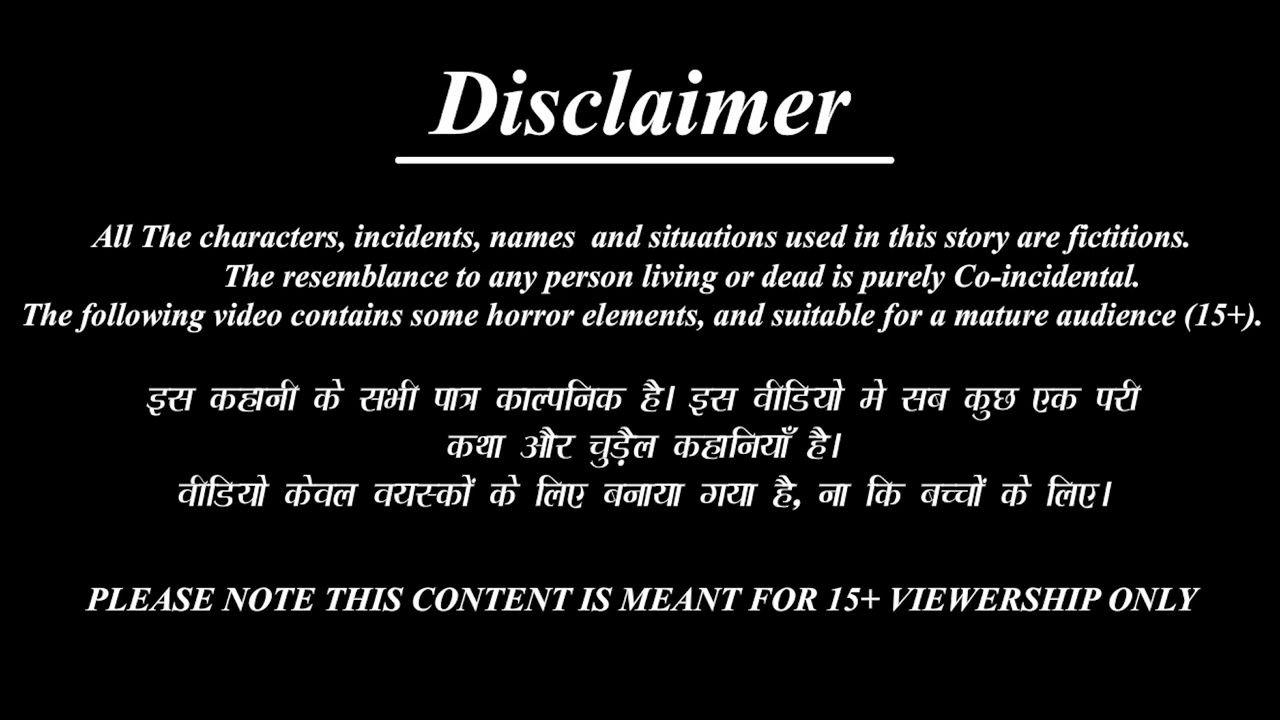 Disclaimer
All The characters, incidents, names and situations used in this story are fictitions.
The resemblance to any person living or dead is purely Co-incidental.
The following video contains some horror elements, and suitable for a mature audience (15+).
इस कहानी के सभी पात्र काल्पनिक है। इस वीडियो मे सब कुछ एक परी
कथा और चुड़ैल कहानियाँ है।
वीडियो केवल वयस्कों के लिए बनाया गया है, ना कि बच्चों के लिए।
PLEASE NOTE THIS CONTENT IS MEANT FOR 15+ VIEWERSHIP ONLY